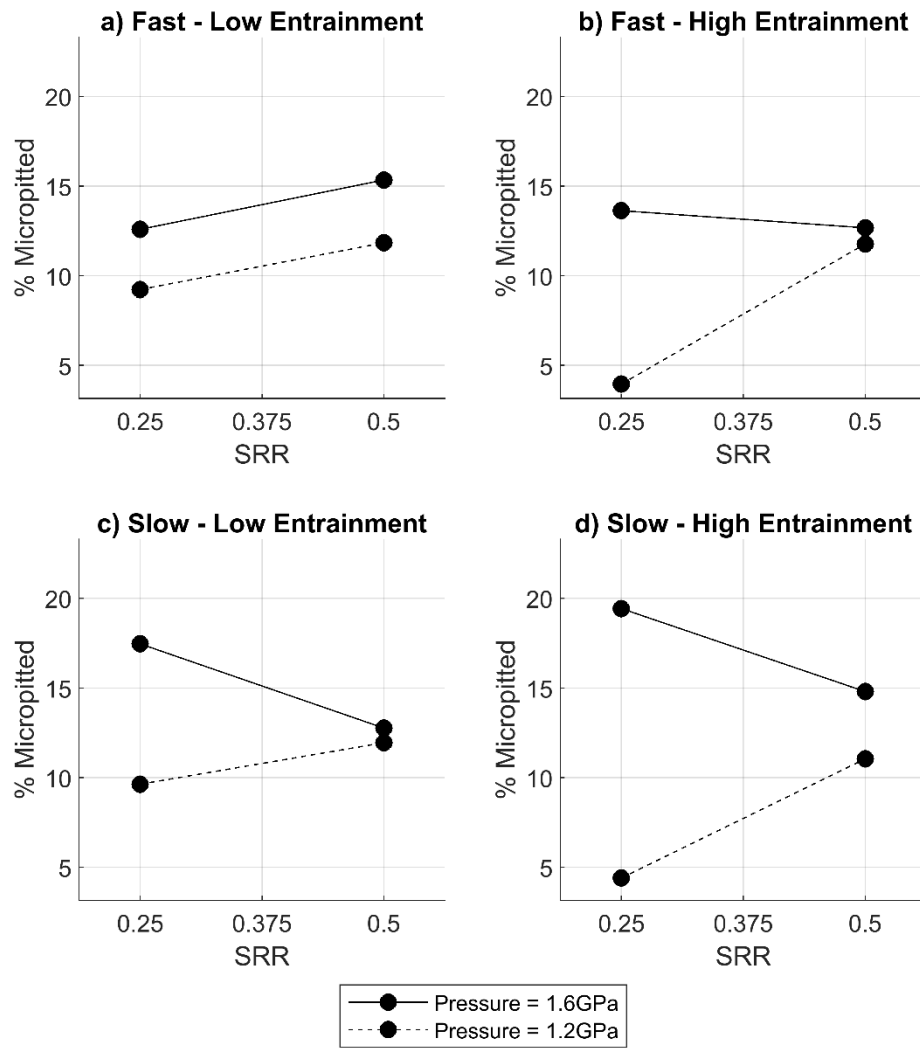 a) Fast - Low Entrainment
% Micropitted
20
15
10
5
0.25 0.375 0.5
SRR
b) Fast - High Entrainment
% Micropitted
20
15
10
5
0.25 0.375 0.5
SRR
c) Slow - Low Entrainment
% Micropitted
20
15
10
5
0.25 0.375 0.5
SRR
d) Slow - High Entrainment
% Micropitted
20
15
10
5
0.25 0.375 0.5
SRR
Pressure = 1.6GPa
Pressure = 1.2GPa